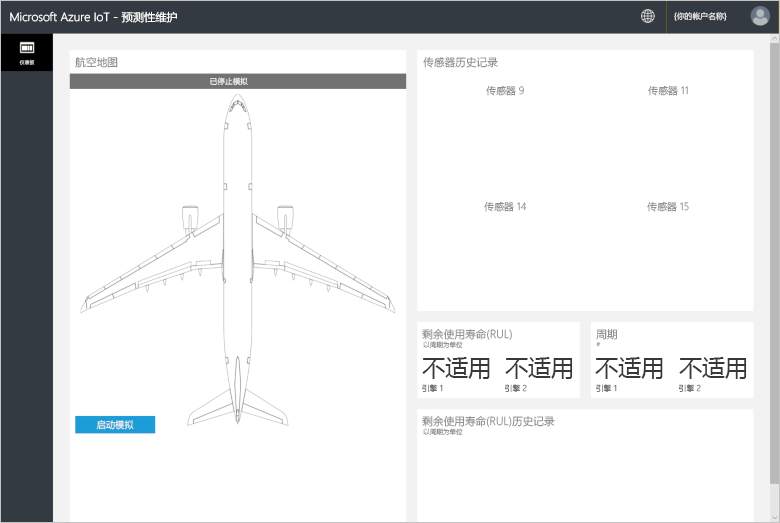 Microsoft Azure IoT - 预测性维护
{你的帐户名称}
仪表板
航空地图
已停止模拟
启动模拟
传感器历史记录
传感器 9
传感器 11
传感器 14
传感器 15
剩余使用寿命(RUL)
以周期为单位
不适用
不适用
引擎 1
引擎 2
周期
#
不适用
不适用
引擎 1
引擎 2
剩余使用寿命(RUL)历史记录
以周期为单位